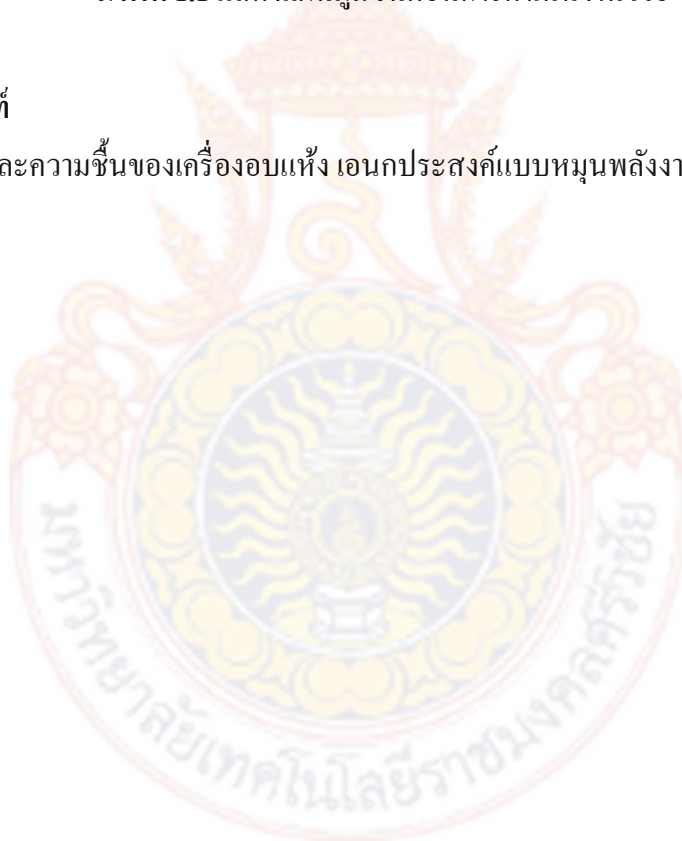 ท์
ละความชื้นของเครื่องอบแห้ง เอนกประสงค์แบบหมุนพลังงา
มหาวิทยาลัยเทคโนโลยีราชมงคลศรีวิชัย